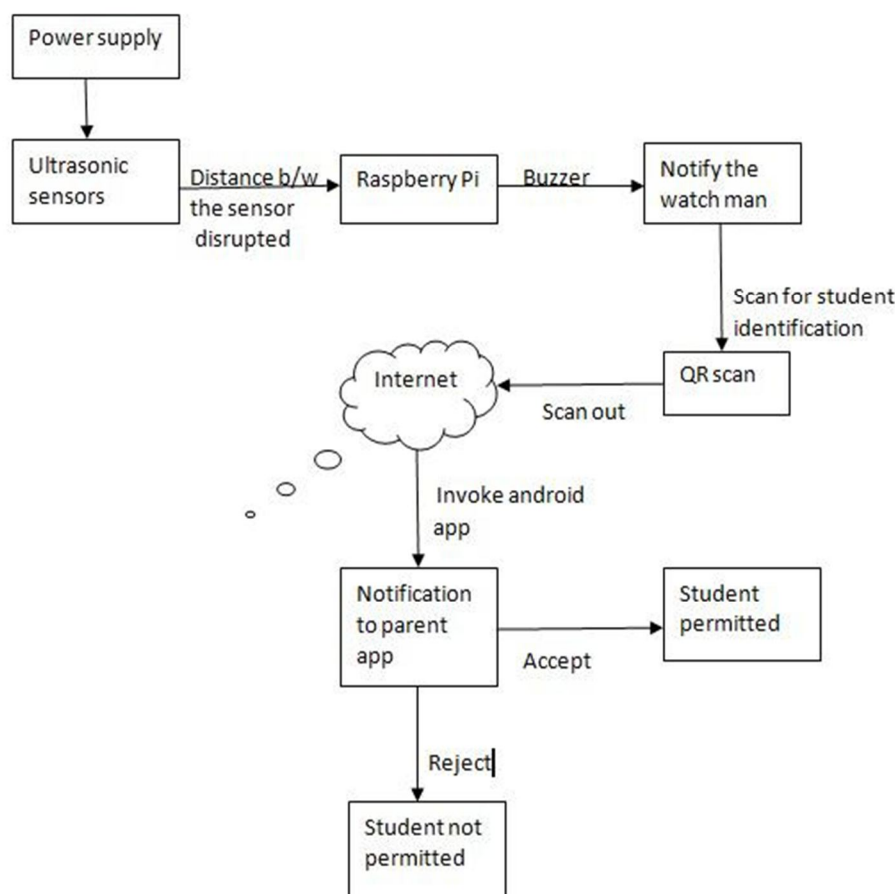 Power supply
Ultrasonic
sensors
Distance b/w
the sensor
disrupted
Raspberry Pi
Buzzer
Notify the
watch man
Scan for student
identification
QR scan
Scan out
Internet
Invoke android
app
Notification
to parent
app
Accept
Student
permitted
Reject
Student not
permitted